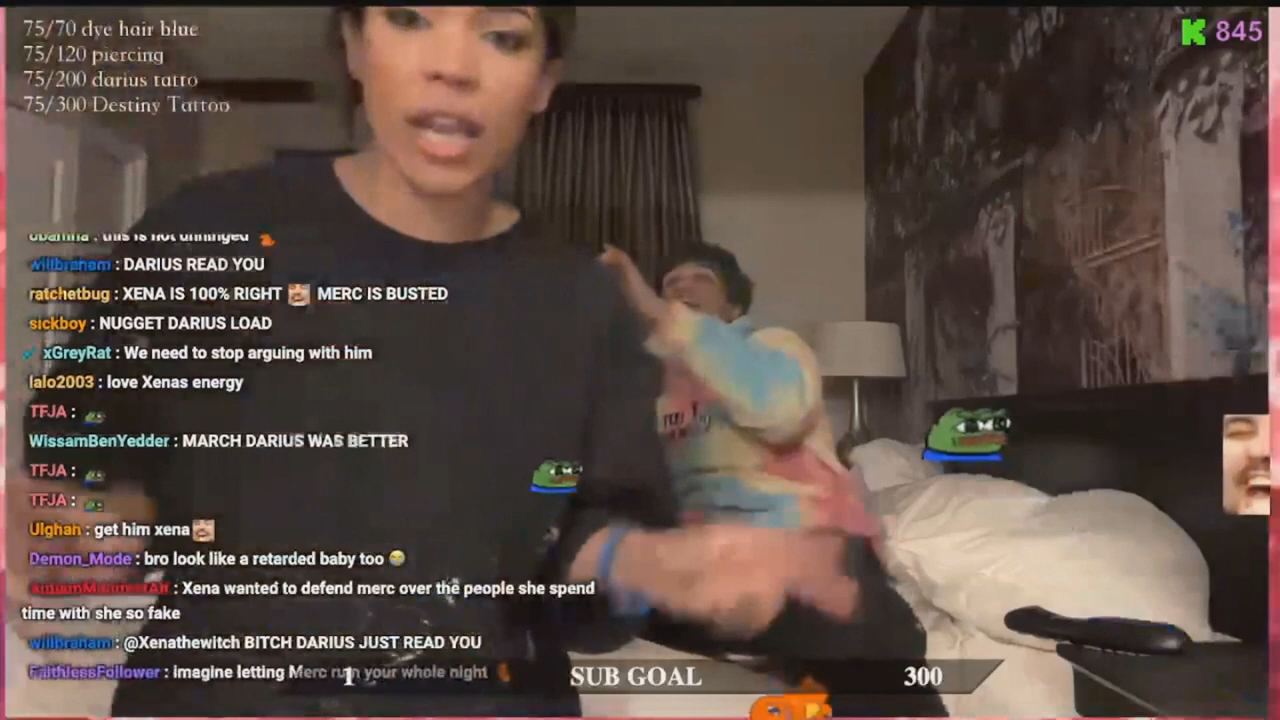 75/70 dye hair blue
75/120 piercing
75/200 darius tatto
75/300 Destiny Tattoo
845
: this is not unhinged
willbraham : DARIUS READ YOU
ratchetbug : XENA IS 100% RIGHT MERC IS BUSTED
sickboy : NUGGET DARIUS LOAD
xGreyRat : We need to stop arguing with him
lalo2003 : love Xenas energy
TFJA :
WissamBenYedder : MARCH DARIUS WAS BETTER
TFJA :
TFJA :
Ulghan : get him xena
Demon_Mode : bro look like a retarded baby too 😂
: Xena wanted to defend merc over the people she spend
time with she so fake
willbraham : @Xenathewitch BITCH DARIUS JUST READ YOU
FaithlessFollower : imagine letting Merc ruin your whole night
1 SUB GOAL 300